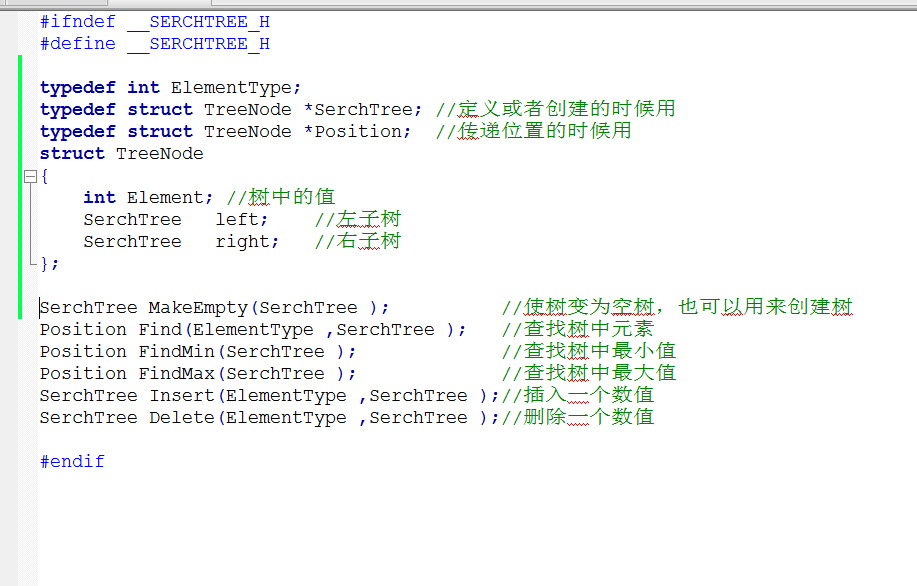 #ifndef __SERCHTREE_H
#define __SERCHTREE_H
typedef int ElementType;
typedef struct TreeNode *SerchTree; //定义或者创建的时候用
typedef struct TreeNode *Position;  //传递位置的时候用
struct TreeNode
{
    int Element; //树中的值
    SerchTree   left;    //左子树
    SerchTree   right;   //右子树
};
SerchTree MakeEmpty(SerchTree );          //使树变为空树，也可以用来创建树
Position Find(ElementType ,SerchTree );   //查找树中元素
Position FindMin(SerchTree );             //查找树中最小值
Position FindMax(SerchTree );             //查找树中最大值
SerchTree Insert(ElementType ,SerchTree );//插入一个数值
SerchTree Delete(ElementType ,SerchTree );//删除一个数值
#endif